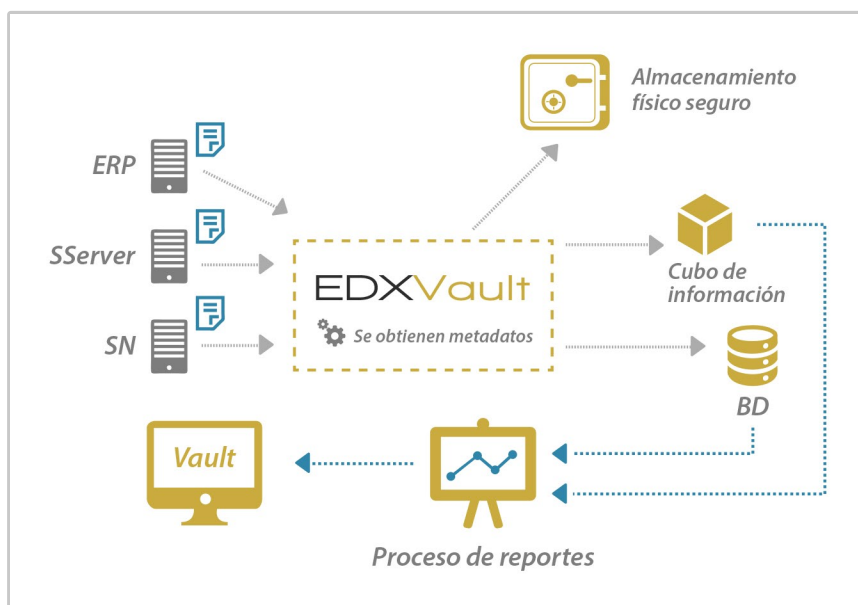 Almacenamiento
físico seguro
ERP
SServer
SN
EDXVault
Se obtienen metadatos
Cubo de
información
BD
Vault
Proceso de reportes